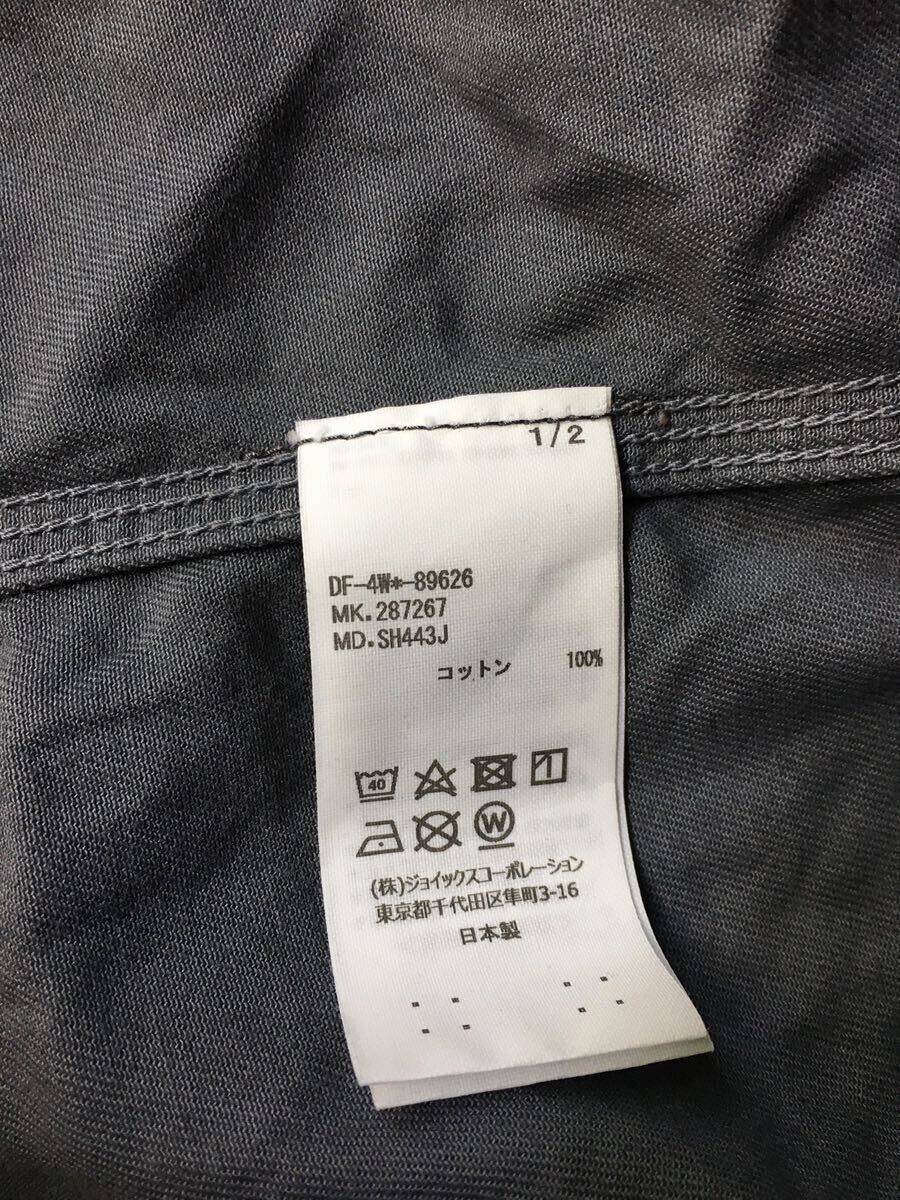 1/2
DF-4W*-89626
MK.287267
MD.SH443J
コットン 100%
40
W
(株)ジョイックスコーポレーション
東京都千代田区隼町3-16
日本製